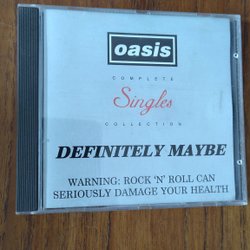 oasis
COMPLETE
Singles
COLLECTION
DEFINITELY MAYBE
WARNING: ROCK 'N' ROLL CAN
SERIOUSLY DAMAGE YOUR HEALTH